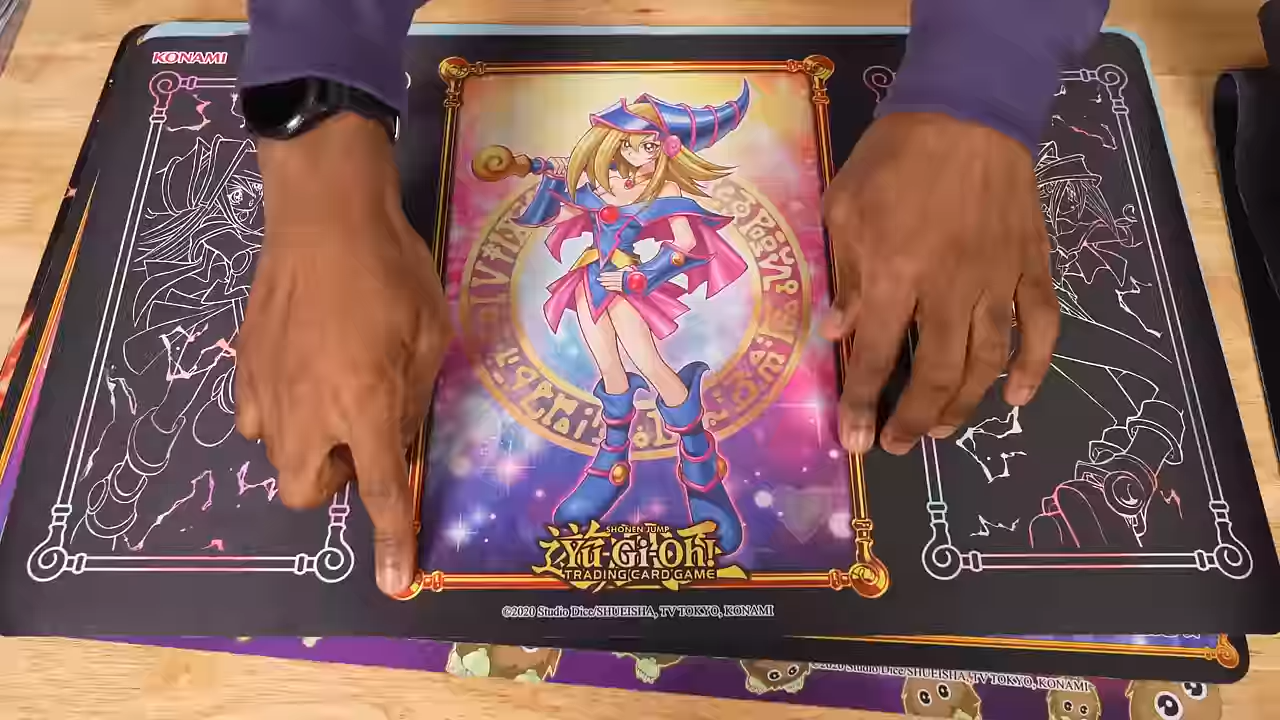 KONAMI
SHONEN JUMP
Yu-Gi-Oh!
TRADING CARD GAME
©2020 Studio Dice/SHUEISHA, TV TOKYO, KONAMI
©2020 Studio Dice/SHUEISHA, TV TOKYO, KONAMI